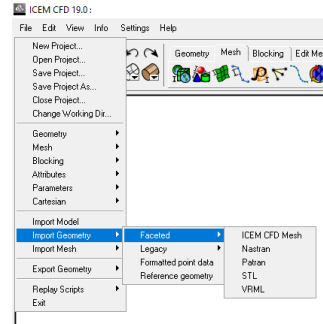 ICEM CFD 19.0 :
File Edit View Info Settings Help
New Project...
Open Project...
Save Project...
Save Project As...
Close Project...
Change Working Dir...
Geometry Mesh Blocking Edit Me
Geometry
Mesh
Blocking
Attributes
Parameters
Cartesian
Import Model
Import Geometry
Import Mesh
Export Geometry
Replay Scripts
Exit
Faceted
Legacy
Formatted point data
Reference geometry
ICEM CFD Mesh
Nastran
Patran
STL
VRML